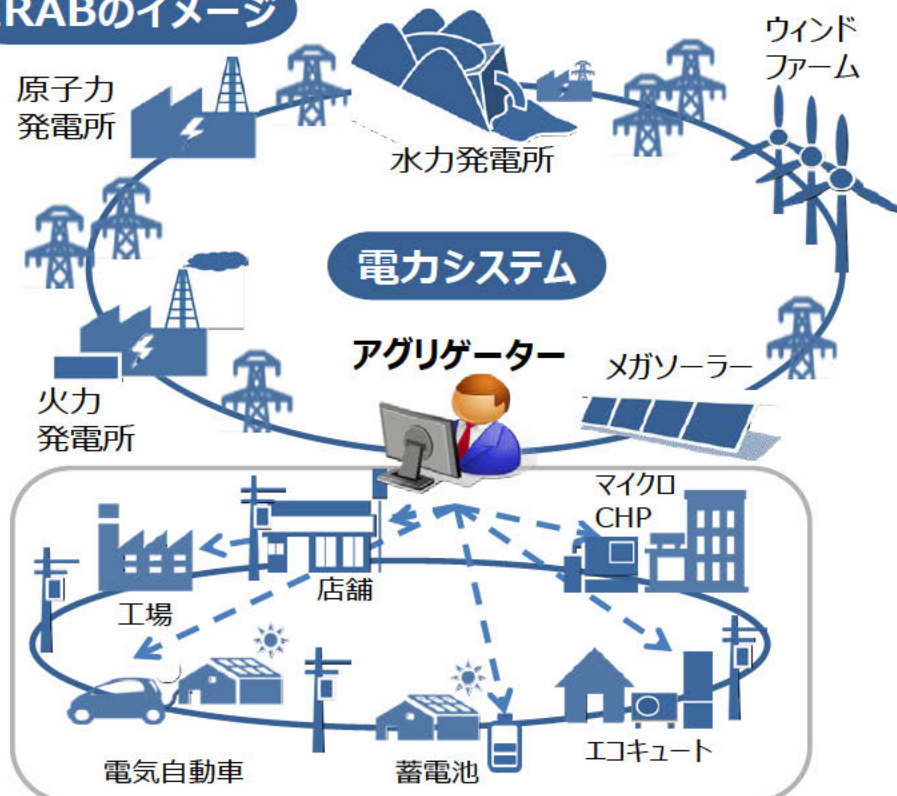 RABのイメージ
ウィンド
ファーム
原子力
発電所
水力発電所
電力システム
アグリゲーター
メガソーラー
火力
発電所
マイクロ
CHP
店舗
工場
エコキュート
電気自動車
蓄電池